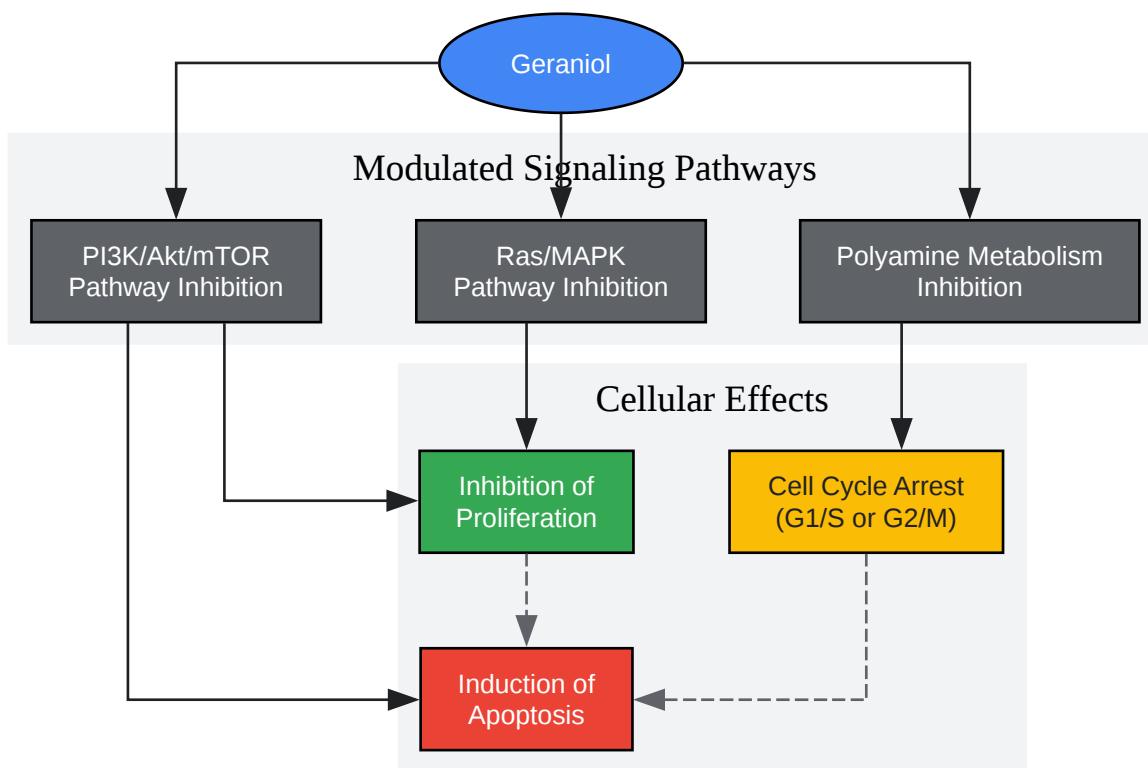 Geraniol
Modulated Signaling Pathways
PI3K/Akt/mTOR
Pathway Inhibition
Ras/MAPK
Pathway Inhibition
Polyamine Metabolism
Inhibition
Cellular Effects
Inhibition of
Proliferation
Cell Cycle Arrest
(G1/S or G2/M)
Induction of
Apoptosis